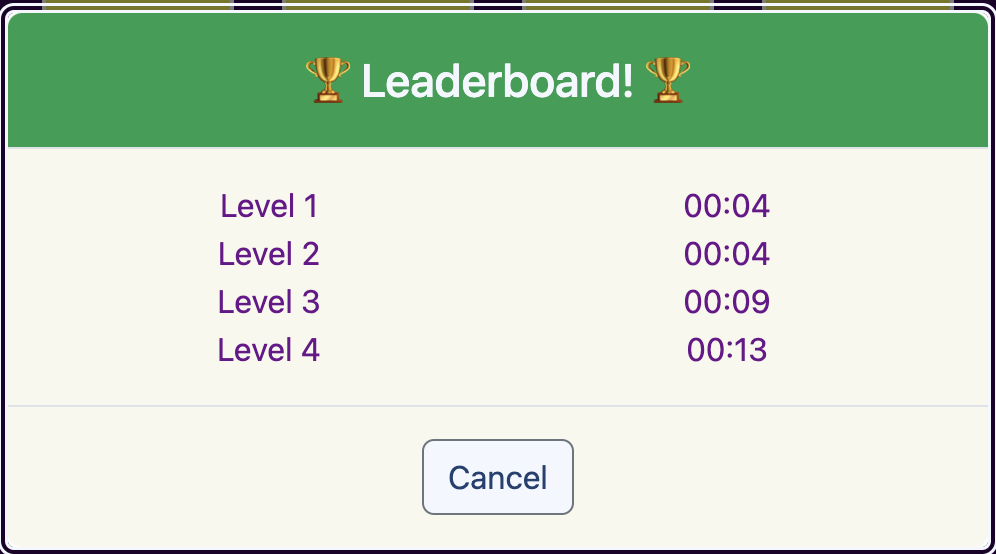 🏆 Leaderboard! 🏆
Level 1 00:04
Level 2 00:04
Level 3 00:09
Level 4 00:13
Cancel